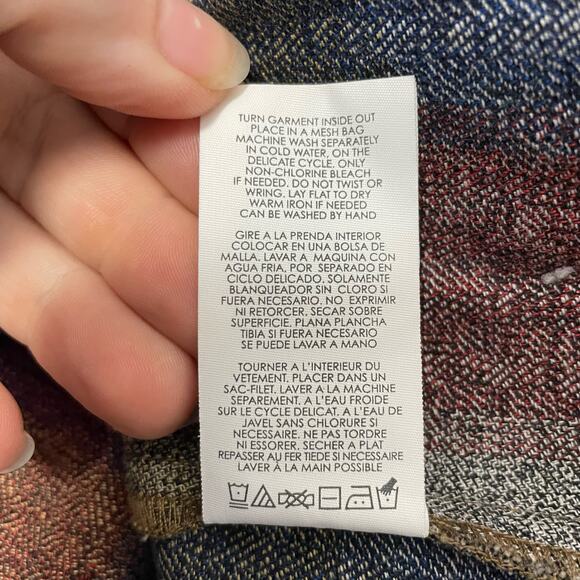 TURN GARMENT INSIDE OUT
PLACE IN A MESH BAG
MACHINE WASH SEPARATELY
IN COLD WATER, ON THE
DELICATE CYCLE. ONLY
NON-CHLORINE BLEACH
IF NEEDED. DO NOT TWIST OR
WRING. LAY FLAT TO DRY
WARM IRON IF NEEDED
CAN BE WASHED BY HAND
GIRE A LA PRENDA INTERIOR
COLOCAR EN UNA BOLSA DE
MALLA. LAVAR A MAQUINA CON
AGUA FRIA, POR SEPARADO EN
CICLO DELICADO. SOLAMENTE
BLANQUEADOR SIN CLORO SI
FUERA NECESARIO. NO EXPRIMIR
NI RETORCER. SECAR SOBRE
SUPERFICIE. PLANA PLANCHA
TIBIA SI FUERA NECESARIO
SE PUEDE LAVAR A MANO
TOURNER A L'INTERIEUR DU
VETEMENT. PLACER DANS UN
SAC-FILET. LAVER A LA MACHINE
SEPAREMENT. A L'EAU FROIDE
SUR LE CYCLE DELICAT. A L'EAU DE
JAVEL SANS CHLORURE SI
NECESSAIRE. NE PAS TORDRE
NI ESSORER, SECHER A PLAT
REPASSER AU FER TIEDE SI NECESSAIRE
LAVER À LA MAIN POSSIBLE